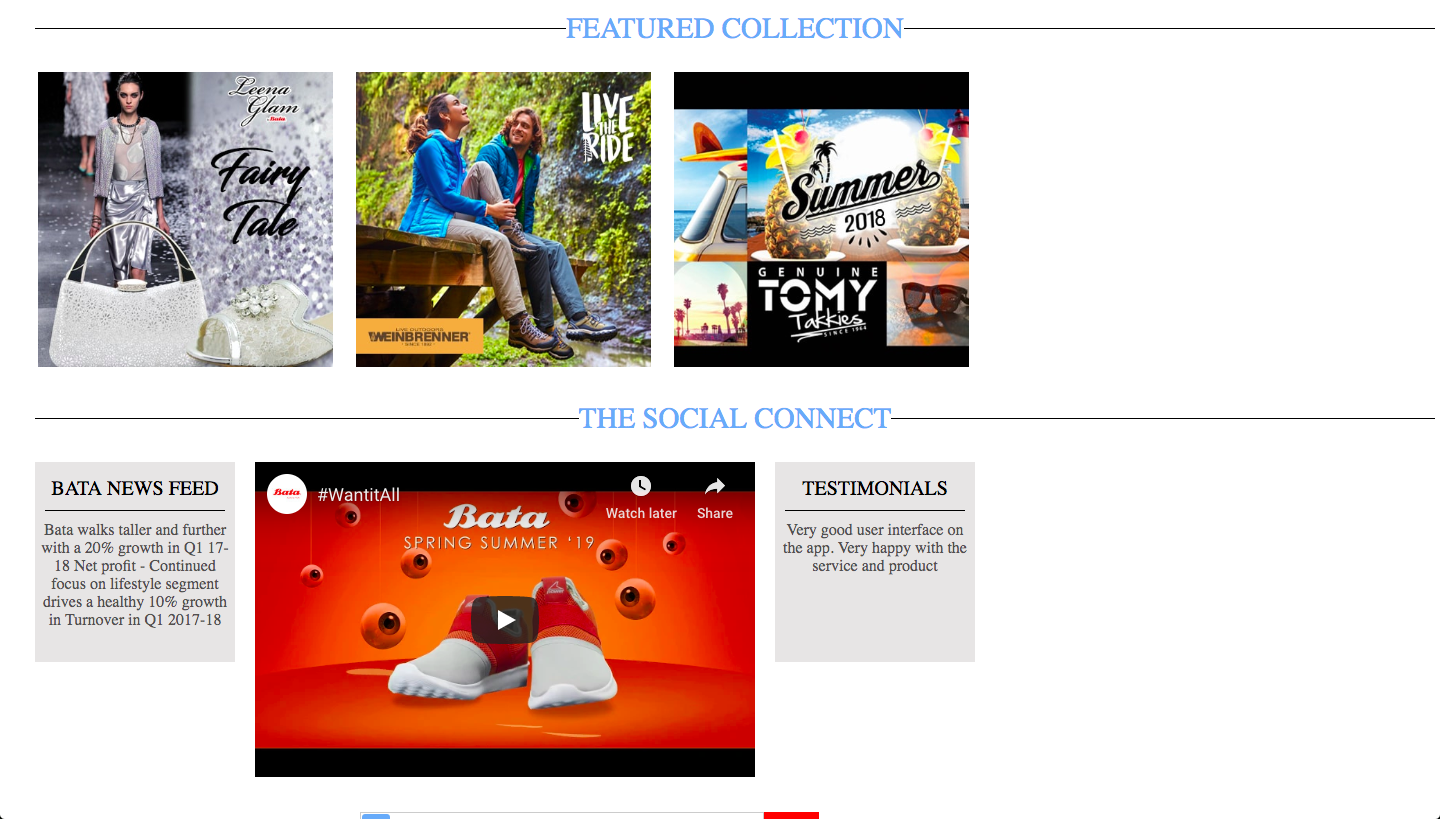 FEATURED COLLECTION
Leena
Glam
Bata
Fairy
Tale
LIVE
THE
RIDE
LIVE OUTDOORS
WEINBRENNER
SINCE 1892
Summer
2018
GENUINE
TOMY
Takkies
SINCE 1964
THE SOCIAL CONNECT
BATA NEWS FEED
Bata walks taller and further
with a 20% growth in Q1 17-
18 Net profit - Continued
focus on lifestyle segment
drives a healthy 10% growth
in Turnover in Q1 2017-18
Bata
#WantitAll
Watch later
Share
Bata
SPRING SUMMER '19
TESTIMONIALS
Very good user interface on
the app. Very happy with the
service and product